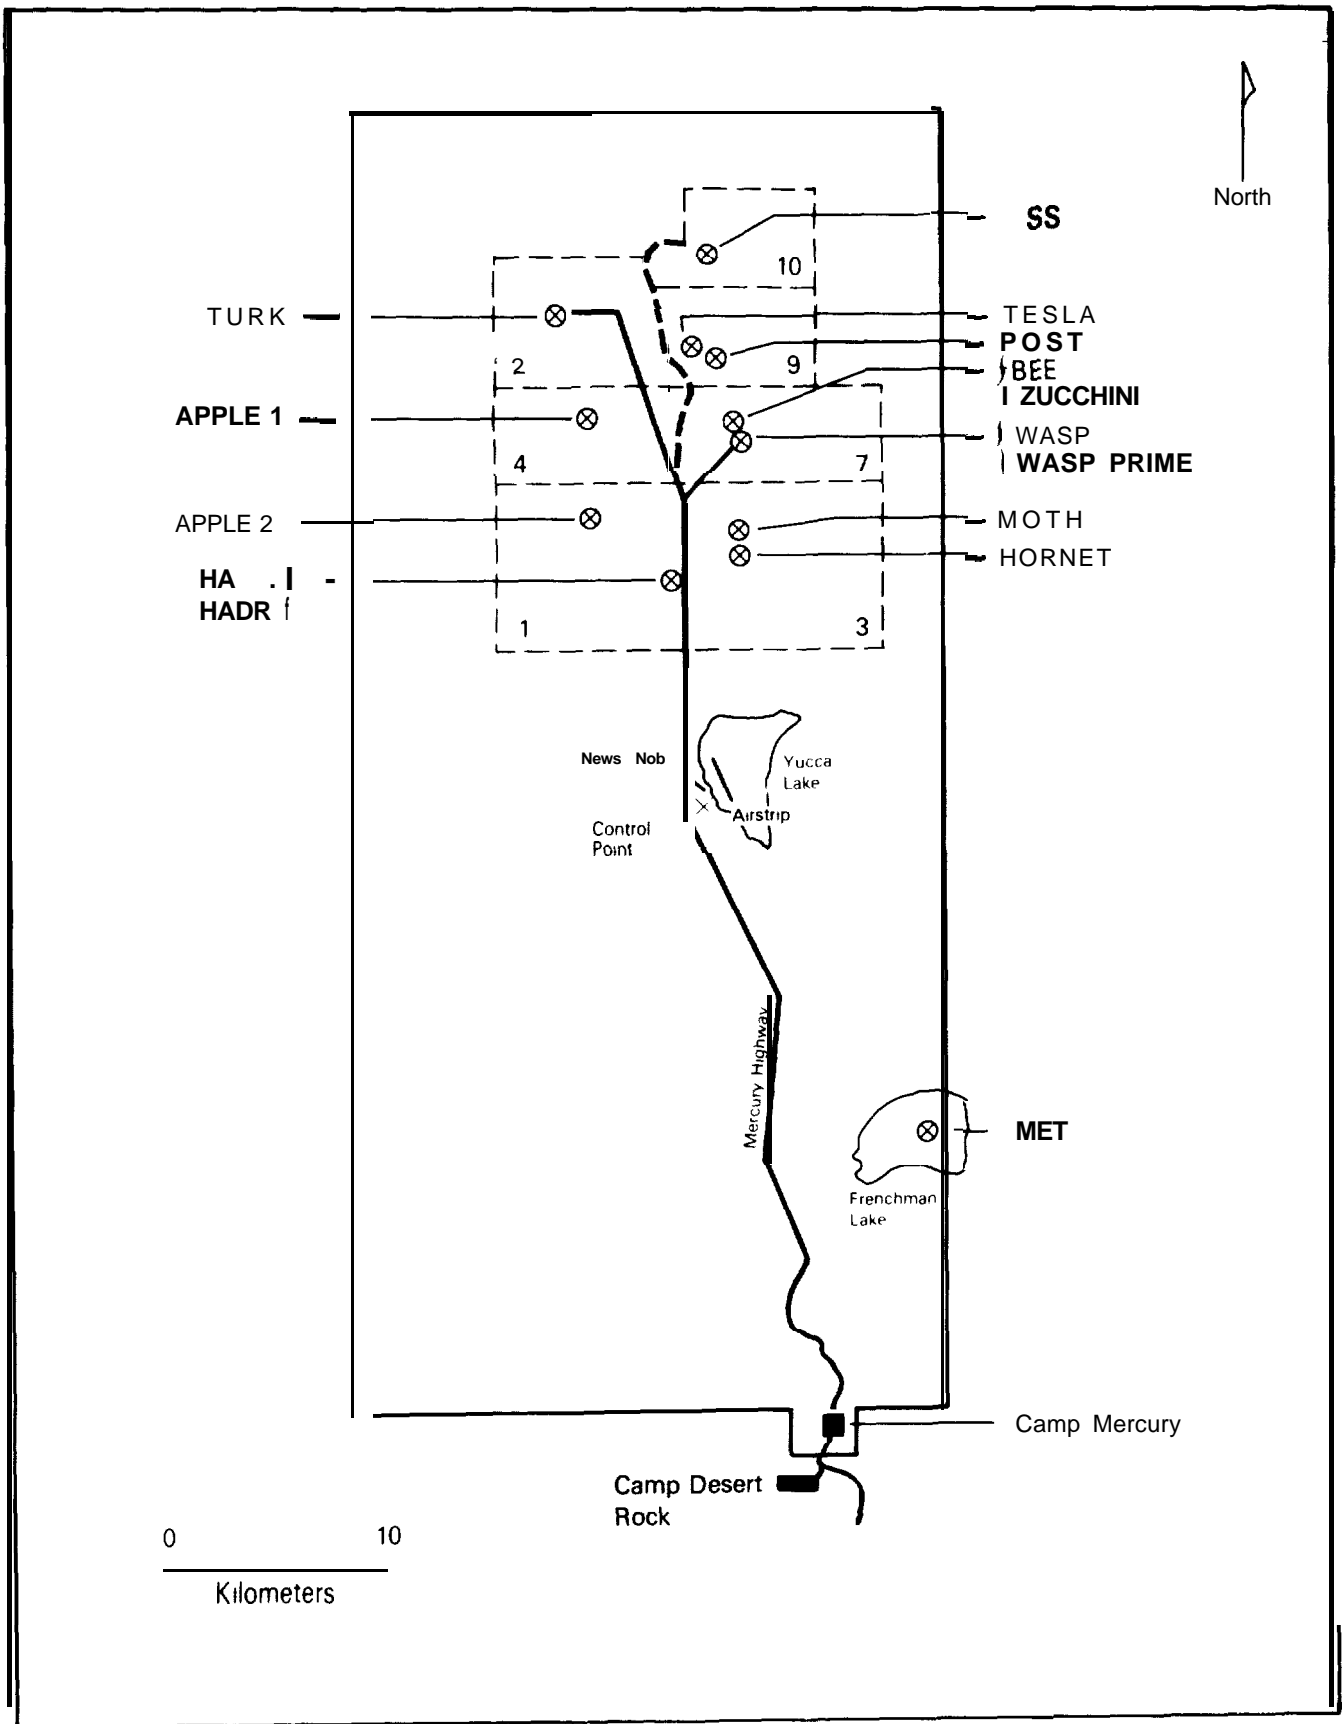 North
SS
10
TURK
TESLA
POST
2
9
BEE
ZUCCHINI
APPLE 1
WASP
4
7
WASP PRIME
APPLE 2
MOTH
HORNET
HA
HADR
1
3
News Nob
Yucca
Lake
Airstrip
Control
Point
Mercury Highway
MET
Frenchman
Lake
Camp Mercury
Camp Desert
Rock
0 10
Kilometers